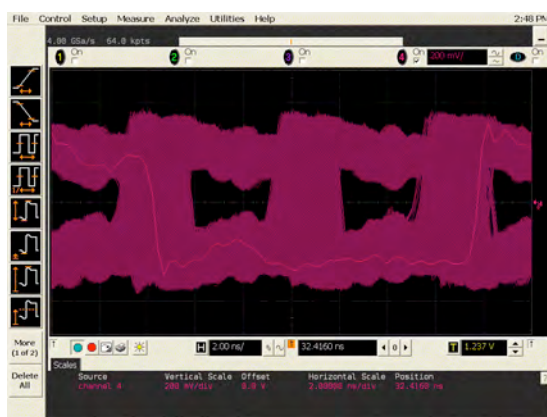 File Control Setup Measure Analyze Utilities Help 2:48 PM
4.00 GSa/s 64.0 kpts
1 On 2 On 3 On 4 On 200 mV/ On
More
(1 of 2)
Delete
All
H 2.00 ns/ 32.4160 ns 0 T 1.237 V
Scales
Source Vertical Scale Offset Horizontal Scale Position
channel 4 200 mV/div 0.0 V 2.00000 ns/div 32.4160 ns